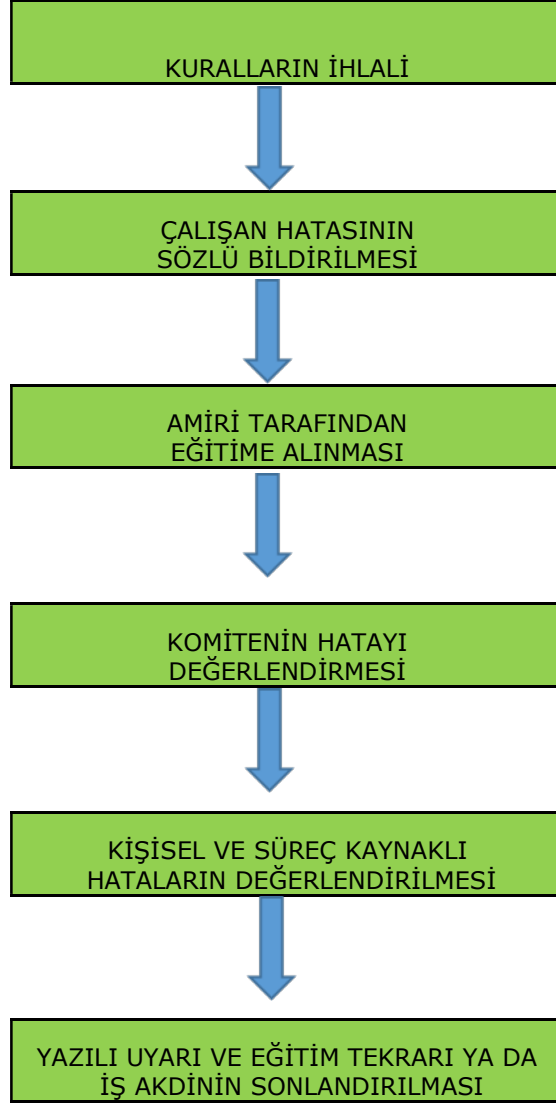 KURALLARIN İHLALİ
ÇALIŞAN HATASININ
SÖZLÜ BİLDİRİLMESİ
AMİRİ TARAFINDAN
EĞİTİME ALINMASI
KOMİTENİN HATAYI
DEĞERLENDİRMESİ
KİŞİSEL VE SÜREÇ KAYNAKLI
HATALARIN DEĞERLENDİRİLMESİ
YAZILI UYARI VE EĞİTİM TEKRARI YA DA
İŞ AKDİNİN SONLANDIRILMASI